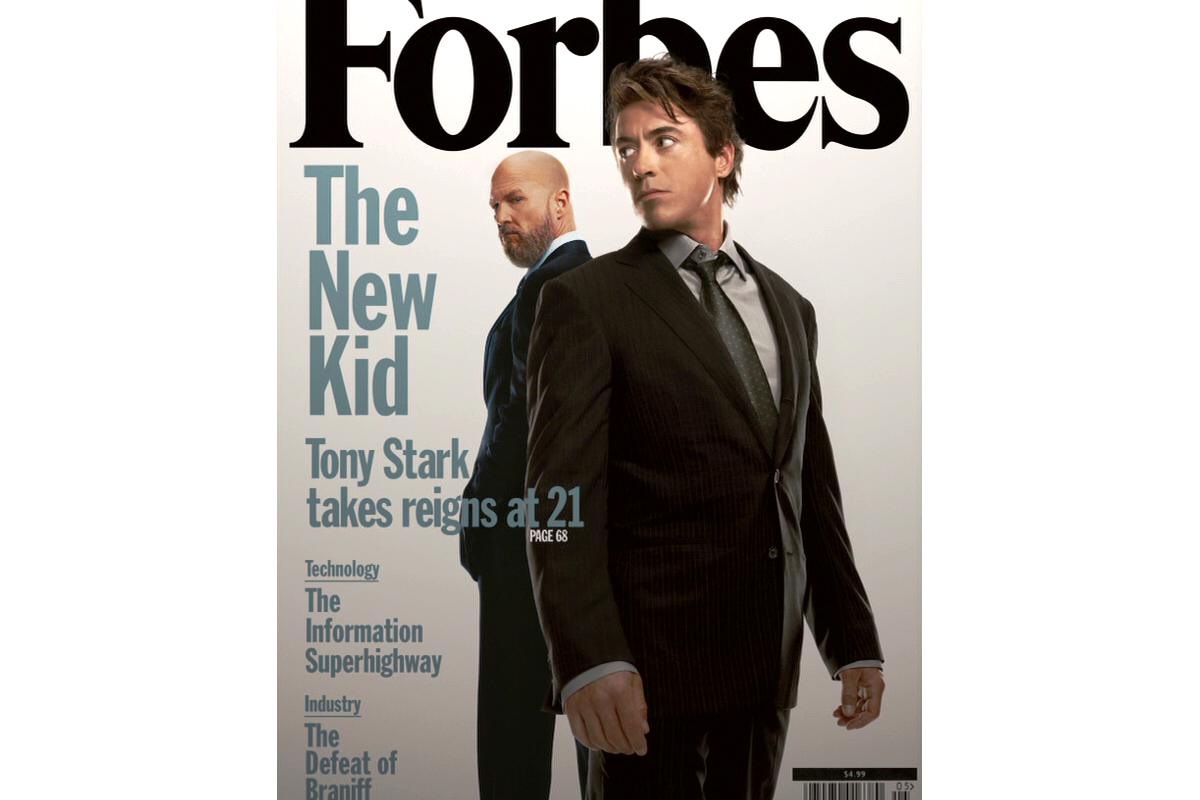 Forbes
The
New
Kid
Tony Stark
takes reigns at 21
PAGE 68
Technology
The
Information
Superhighway
Industry
The
Defeat of
Braniff
$4.99
05>